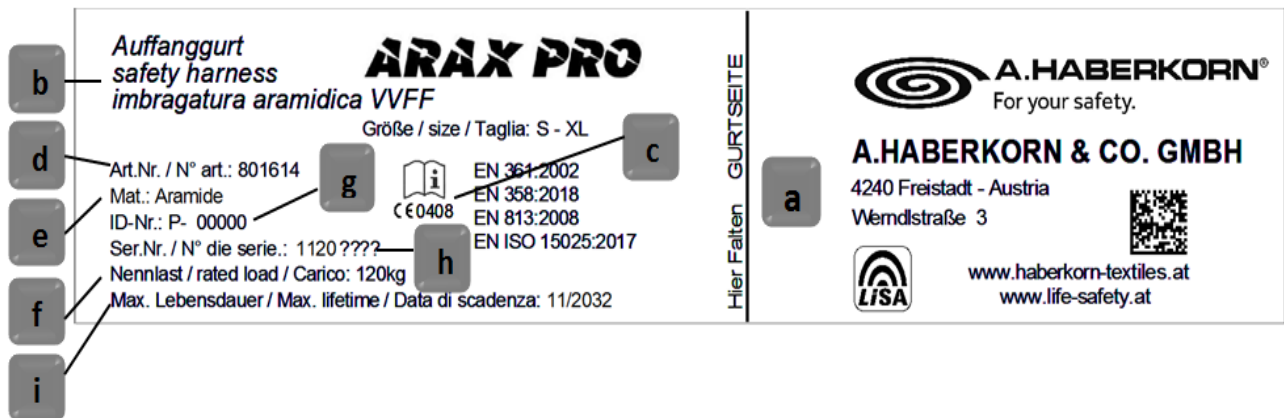 Auffanggurt
safety harness
imbragatura aramidica VVFF
ARAX PRO
Größe / size / Taglia: S - XL
Art.Nr. / N° art.: 801614
Mat.: Aramide
ID-Nr.: P- 00000
Ser.Nr. / N° die serie.: 1120????
Nennlast / rated load / Carico: 120kg
Max. Lebensdauer / Max. lifetime / Data di scadenza: 11/2032
i
CE0408
EN 361:2002
EN 358:2018
EN 813:2008
EN ISO 15025:2017
Hier Falten GURTSEITE
A.HABERKORN®
For your safety.
A.HABERKORN & CO. GMBH
4240 Freistadt - Austria
Werndlstraße 3
LiSA
www.haberkorn-textiles.at
www.life-safety.at
b
d
e
f
i
g
h
c
a